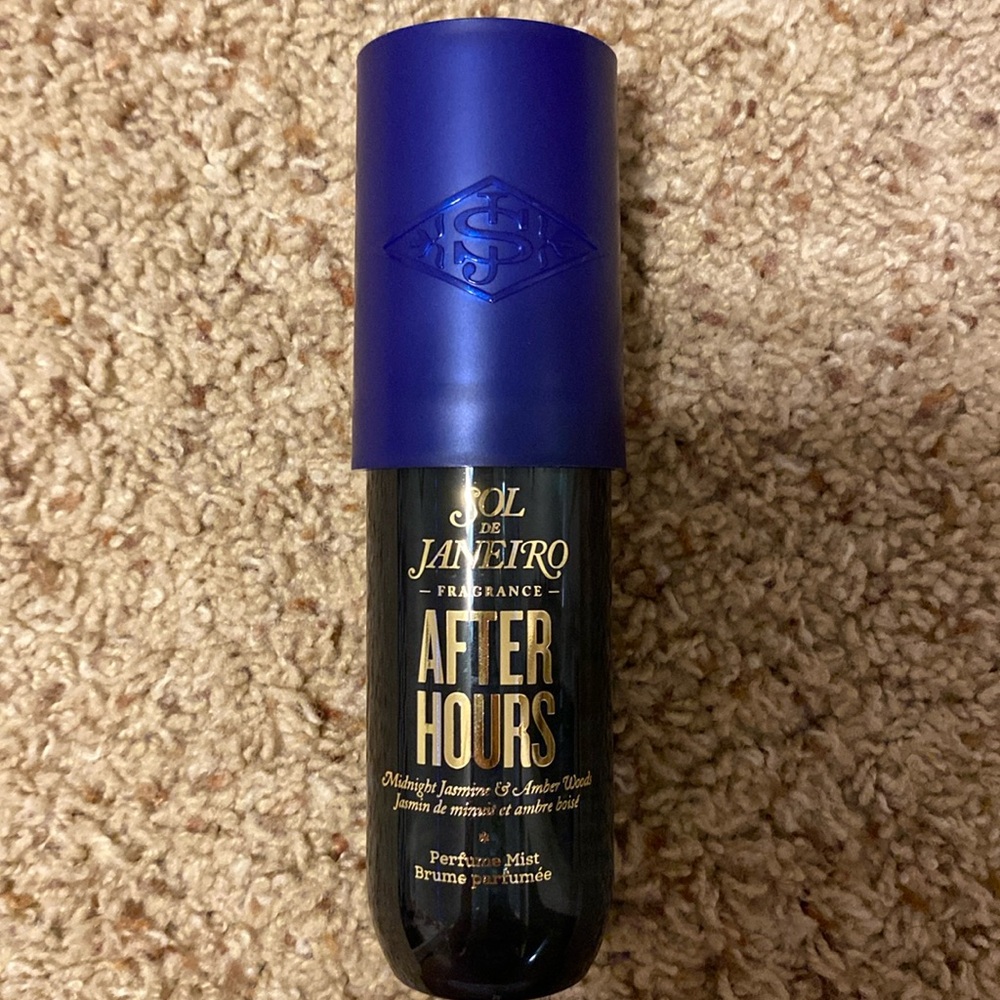 SJ
SOL
DE
JANEIRO
— FRAGRANCE —
AFTER
HOURS
Midnight Jasmine & Amber Woods
Jasmin de minuit et ambre boisé
Perfume Mist
Brume parfumée